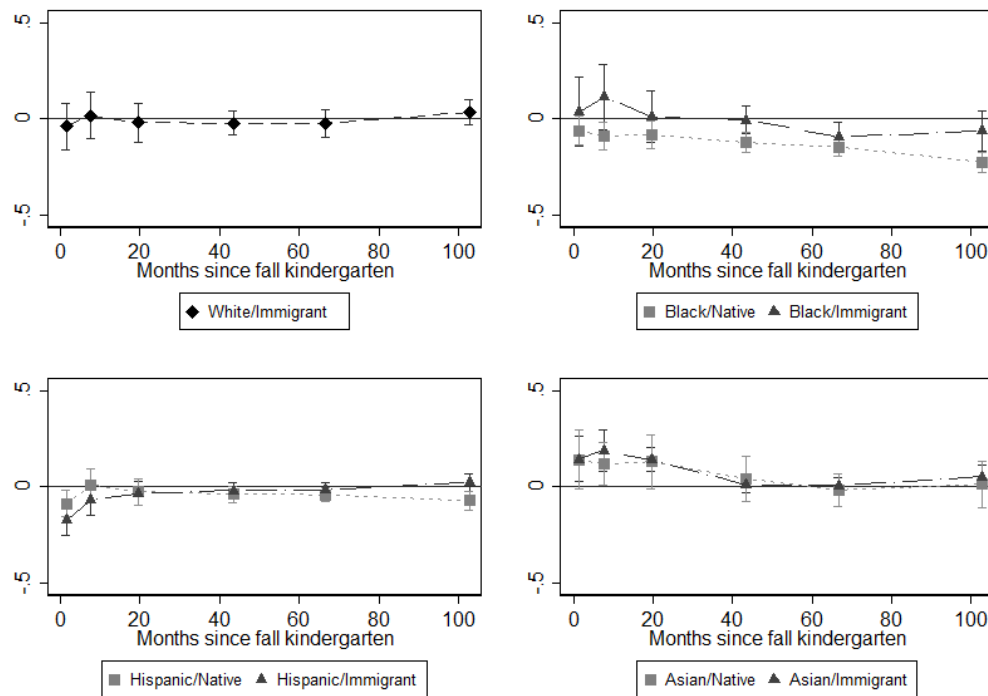 .5
0
-.5
0 20 40 60 80 100
Months since fall kindergarten
White/Immigrant
.5
0
-.5
0 20 40 60 80 100
Months since fall kindergarten
Black/Native Black/Immigrant
.5
0
-.5
0 20 40 60 80 100
Months since fall kindergarten
Hispanic/Native Hispanic/Immigrant
.5
0
-.5
0 20 40 60 80 100
Months since fall kindergarten
Asian/Native Asian/Immigrant